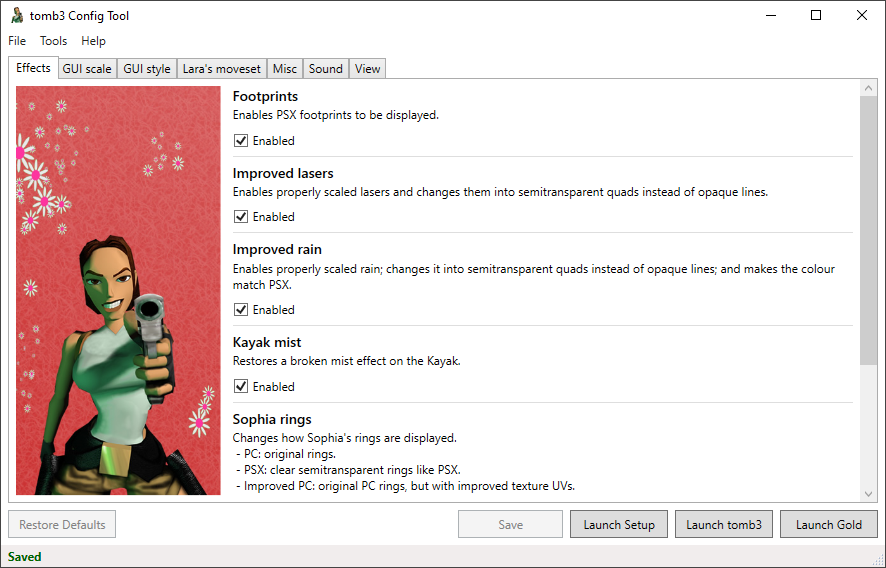 tomb3 Config Tool
File Tools Help
Effects GUI scale GUI style Lara's moveset Misc Sound View
Footprints
Enables PSX footprints to be displayed.
Enabled
Improved lasers
Enables properly scaled lasers and changes them into semitransparent quads instead of opaque lines.
Enabled
Improved rain
Enables properly scaled rain; changes it into semitransparent quads instead of opaque lines; and makes the colour
match PSX.
Enabled
Kayak mist
Restores a broken mist effect on the Kayak.
Enabled
Sophia rings
Changes how Sophia's rings are displayed.
- PC: original rings.
- PSX: clear semitransparent rings like PSX.
- Improved PC: original PC rings, but with improved texture UVs.
Restore Defaults Save Launch Setup Launch tomb3 Launch Gold
Saved